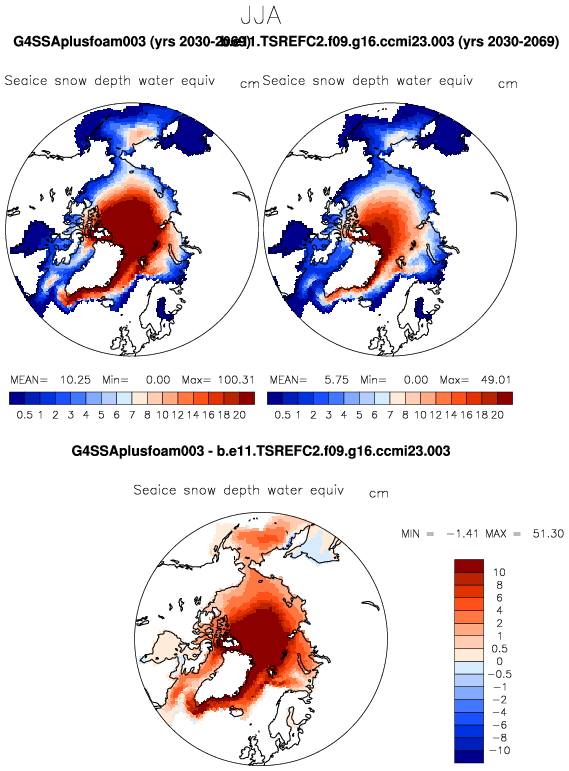 JJA
G4SSAplusfoam003 (yrs 2030-2069) b.e11.TSREFC2.f09.g16.ccmi23.003 (yrs 2030-2069)
Seaice snow depth water equiv cm Seaice snow depth water equiv cm
MEAN= 10.25 Min= 0.00 Max= 100.31 MEAN= 5.75 Min= 0.00 Max= 49.01
0.5 1 2 3 4 5 6 7 8 10 12 14 16 18 20 0.5 1 2 3 4 5 6 7 8 10 12 14 16 18 20
G4SSAplusfoam003 - b.e11.TSREFC2.f09.g16.ccmi23.003
Seaice snow depth water equiv cm
MIN = -1.41 MAX = 51.30
10
8
6
4
2
1
0.5
0
-0.5
-1
-2
-4
-6
-8
-10